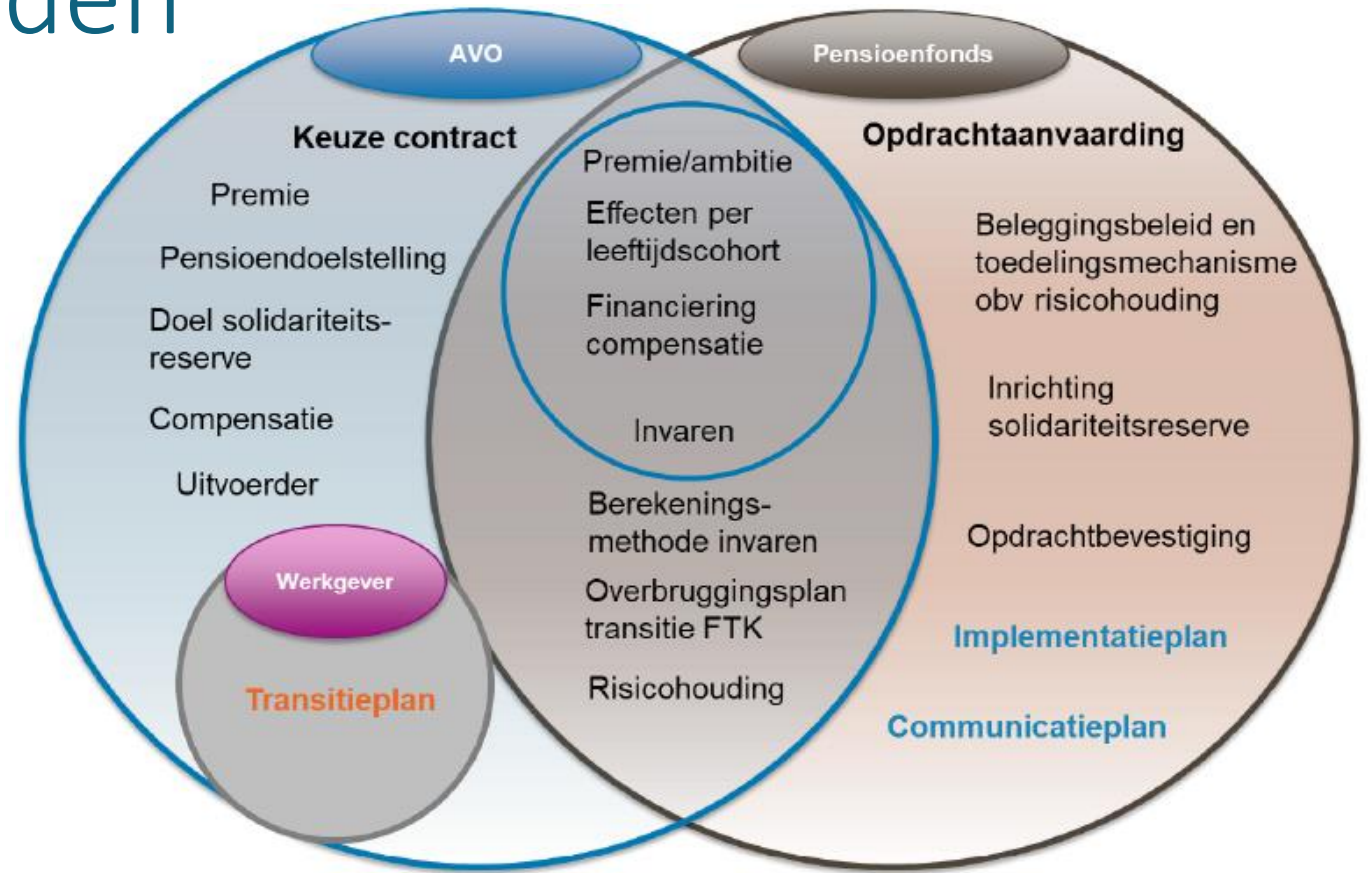 den
AVO
Pensioenfonds
Keuze contract
Premie
Pensioendoelstelling
Doel solidariteits-
reserve
Compensatie
Uitvoerder
Werkgever
Transitieplan
Premie/ambitie
Effecten per
leeftijdscohort
Financiering
compensatie
Invaren
Berekenings-
methode invaren
Overbruggingsplan
transitie FTK
Risicohouding
Opdrachtaanvaarding
Beleggingsbeleid en
toedelingsmechanisme
obv risicohouding
Inrichting
solidariteitsreserve
Opdrachtbevestiging
Implementatieplan
Communicatieplan